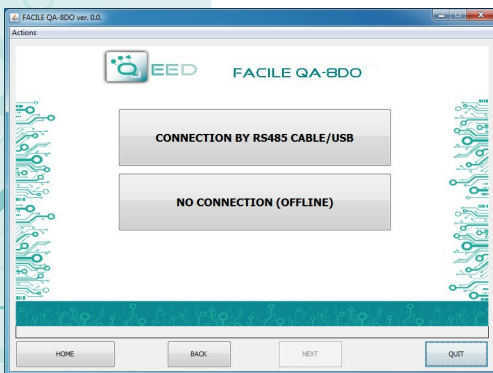 FACILE QA-8DO ver. 0.0.
Actions
QEED FACILE QA-8DO
CONNECTION BY RS485 CABLE/USB
NO CONNECTION (OFFLINE)
HOME BACK NEXT QUIT